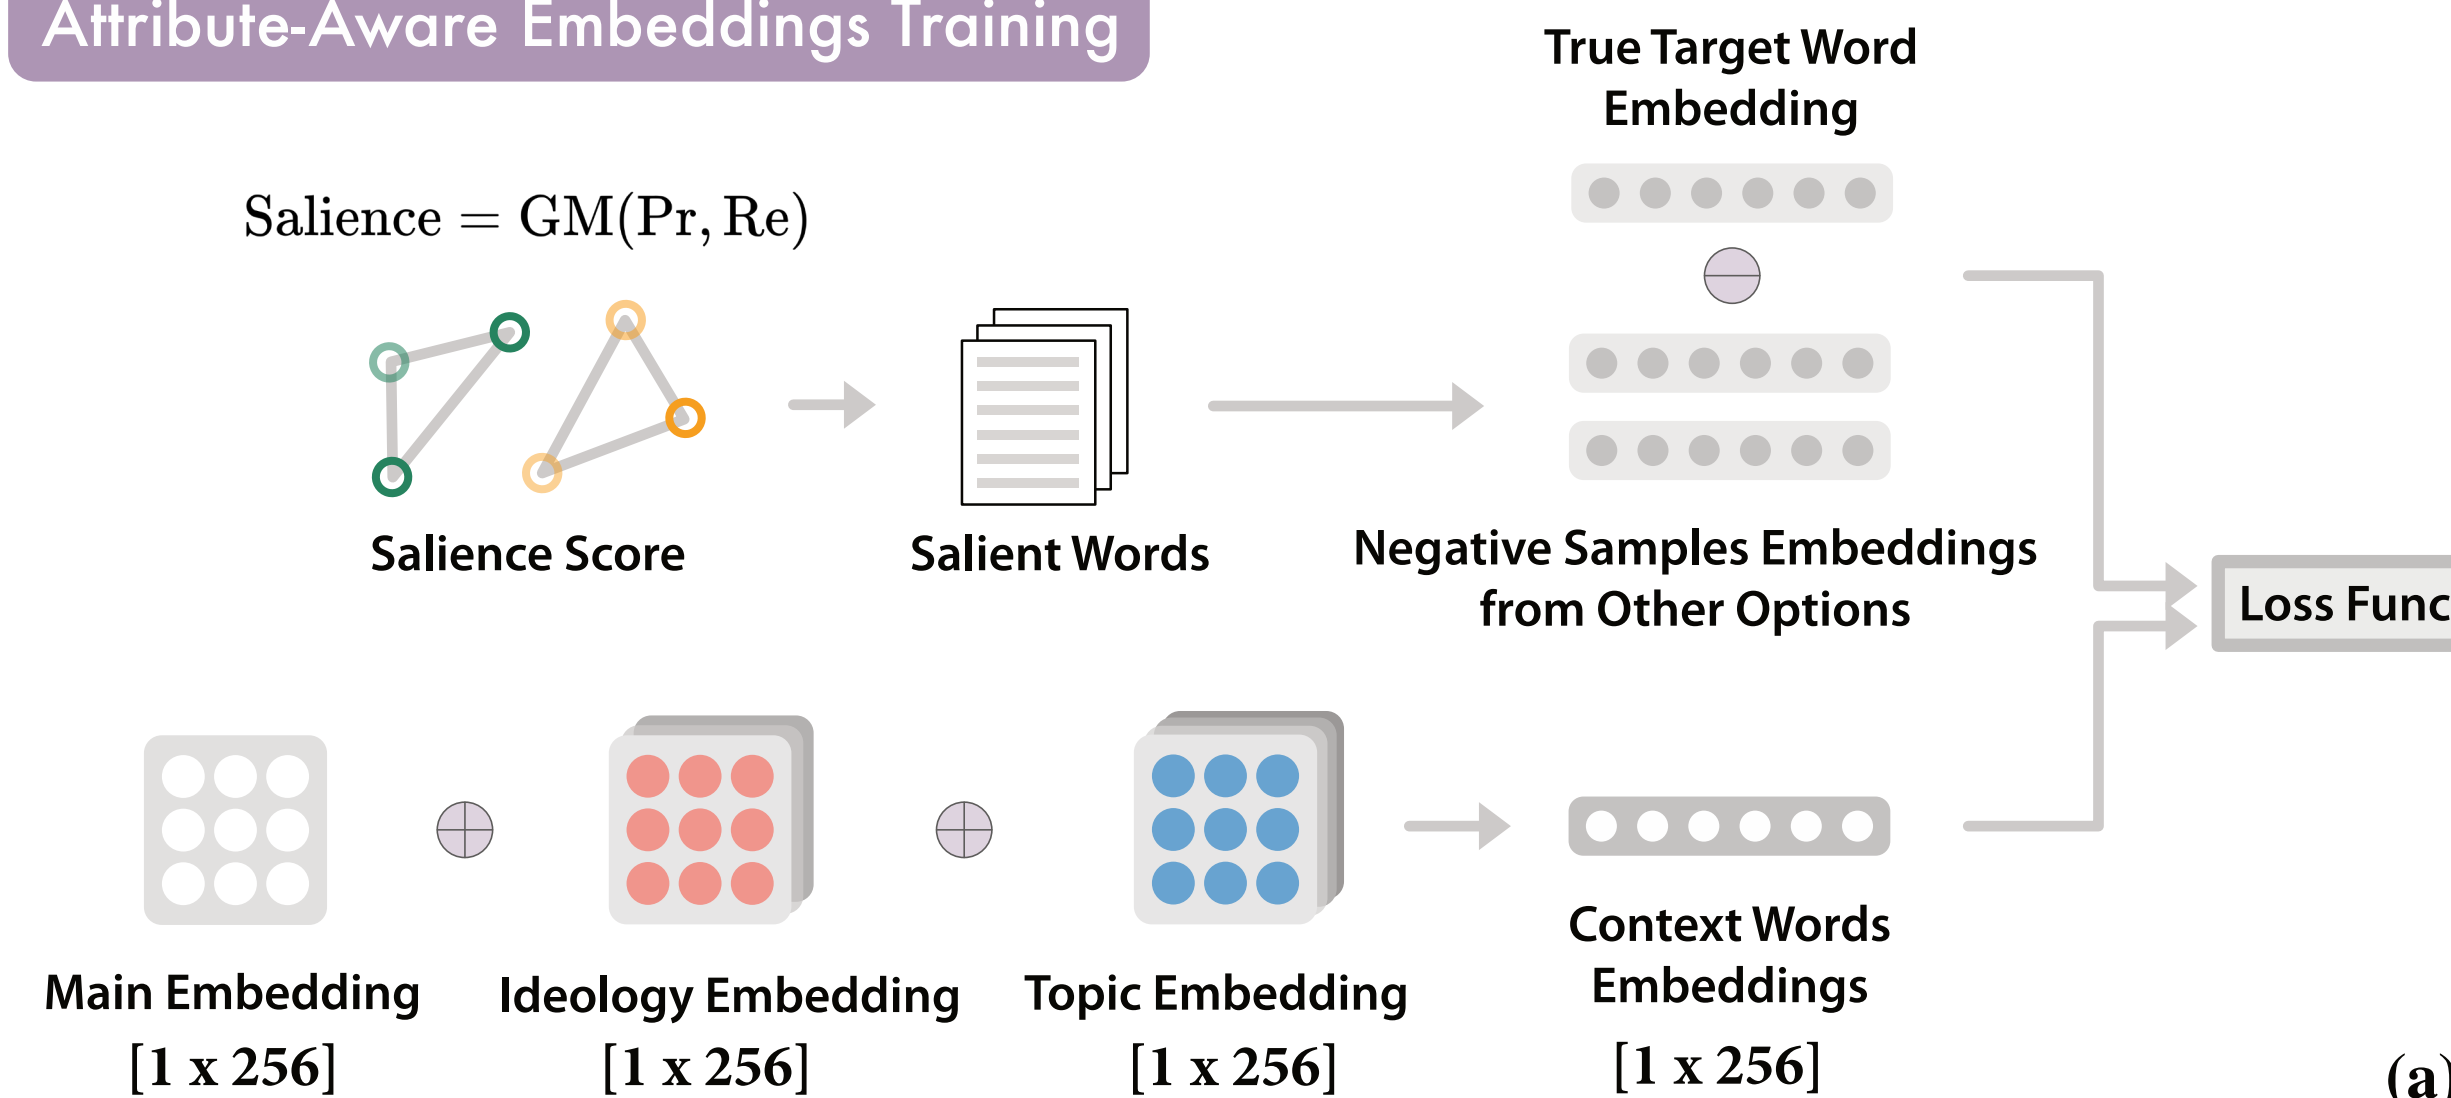 Attribute-Aware Embeddings Training
True Target Word
Embedding
Salience = GM(Pr, Re)
Salience Score
Salient Words
Negative Samples Embeddings
from Other Options
Loss Func
Context Words
Embeddings
[1 x 256]
Main Embedding
[1 x 256]
Ideology Embedding
[1 x 256]
Topic Embedding
[1 x 256]
(a)